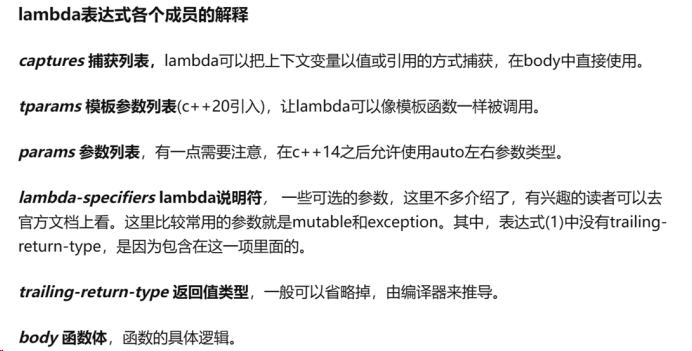 lambda表达式各个成员的解释
captures 捕获列表，lambda可以把上下文变量以值或引用的方式捕获，在body中直接使用。
tparams 模板参数列表(c++20引入)，让lambda可以像模板函数一样被调用。
params 参数列表，有一点需要注意，在c++14之后允许使用auto左右参数类型。
lambda-specifiers lambda说明符， 一些可选的参数，这里不多介绍了，有兴趣的读者可以去
官方文档上看。这里比较常用的参数就是mutable和exception。其中，表达式(1)中没有trailing-
return-type，是因为包含在这一项里面的。
trailing-return-type 返回值类型，一般可以省略掉，由编译器来推导。
body 函数体，函数的具体逻辑。